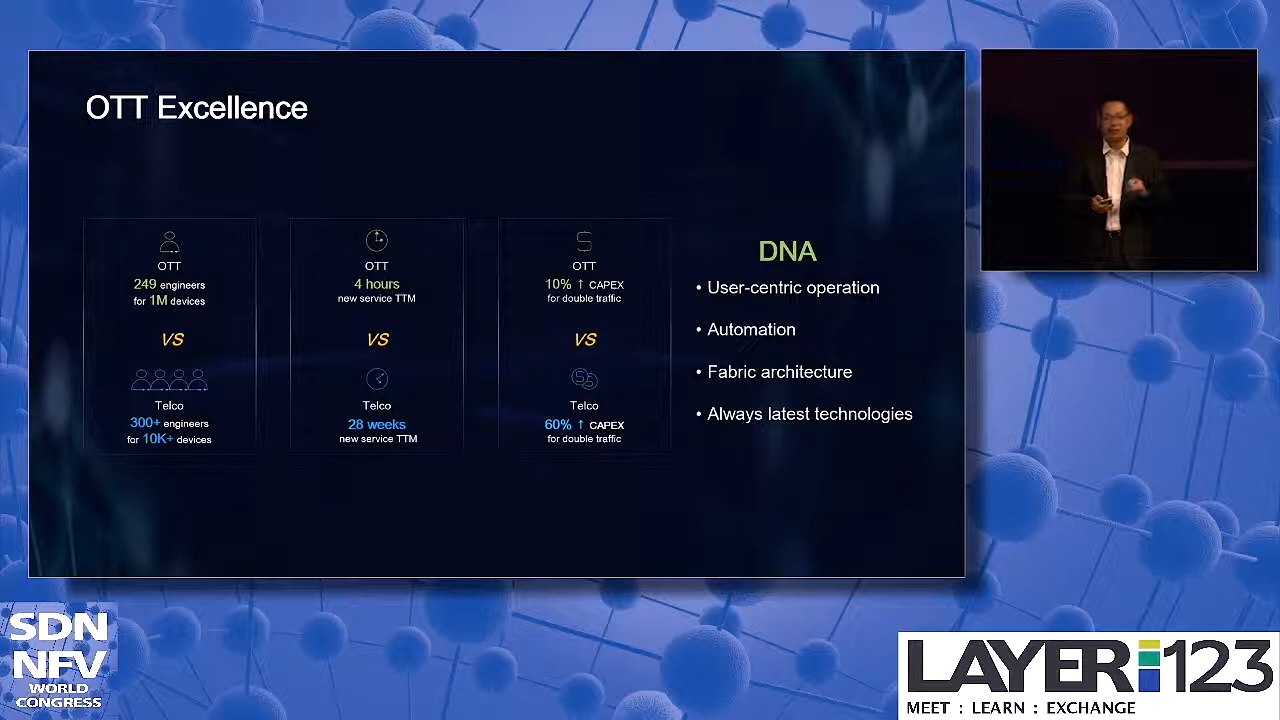 OTT Excellence
OTT
249 engineers
for 1M devices
VS
Telco
300+ engineers
for 10K+ devices
OTT
4 hours
new service TTM
VS
Telco
28 weeks
new service TTM
OTT
10% ↑ CAPEX
for double traffic
VS
Telco
60% ↑ CAPEX
for double traffic
DNA
• User-centric operation
• Automation
• Fabric architecture
• Always latest technologies
SDN
NFV
WORLD
CONGRESS
LAYER 123
MEET : LEARN : EXCHANGE